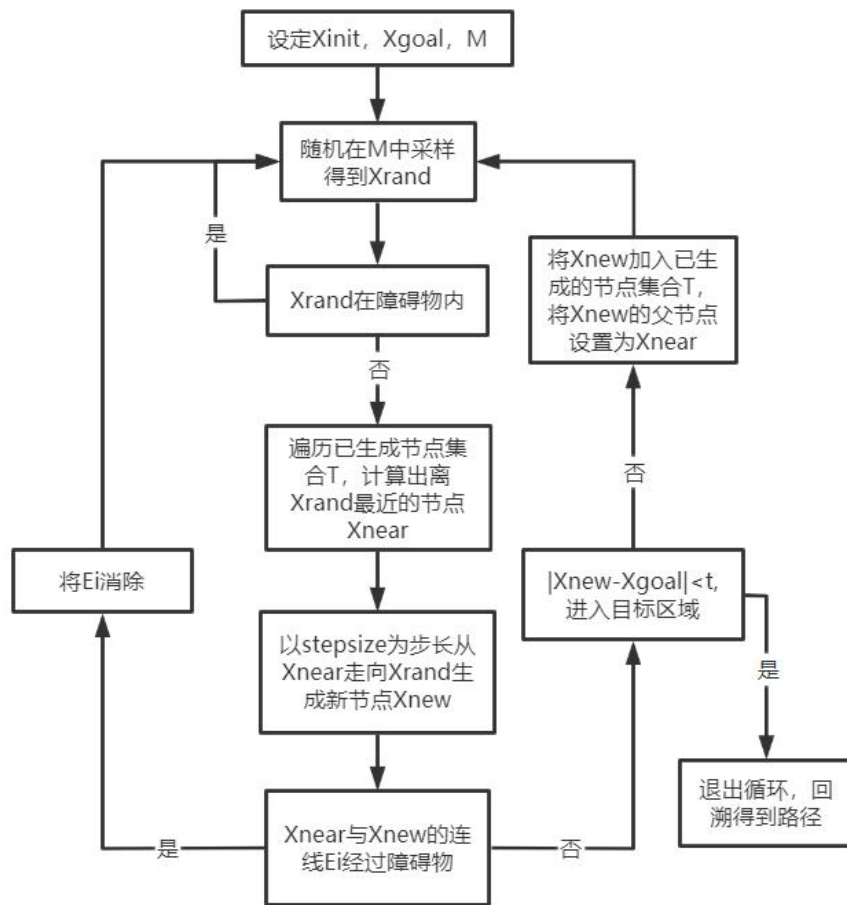 设定Xinit，Xgoal，M
随机在M中采样
得到Xrand
是
Xrand在障碍物内
将Xnew加入已生
成的节点集合T，
将Xnew的父节点
设置为Xnear
否
遍历已生成节点集
合T，计算出离
Xrand最近的节点
Xnear
否
将Ei消除
|Xnew-Xgoal|<t,
进入目标区域
以stepsize为步长从
Xnear走向Xrand生
成新节点Xnew
是
退出循环，回
溯得到路径
Xnear与Xnew的连
线Ei经过障碍物
是
否